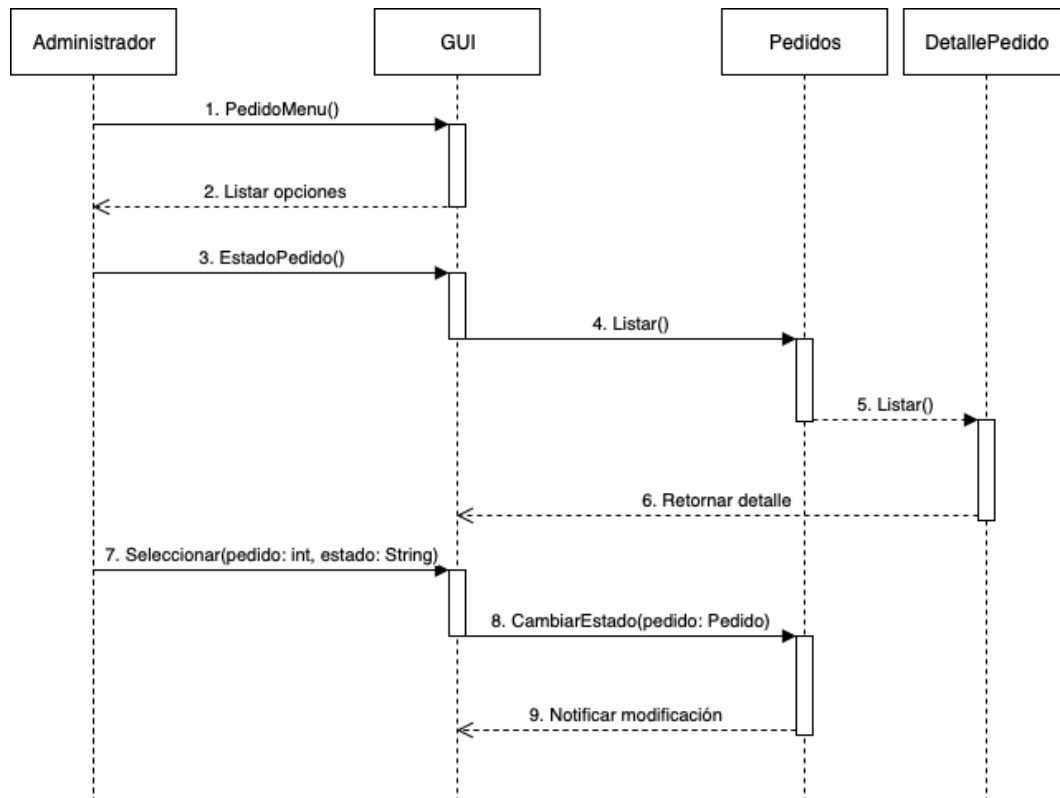 Administrador
GUI
Pedidos
DetallePedido
1. PedidoMenu()
2. Listar opciones
3. EstadoPedido()
4. Listar()
5. Listar()
6. Retornar detalle
7. Seleccionar(pedido: int, estado: String)
8. CambiarEstado(pedido: Pedido)
9. Notificar modificación